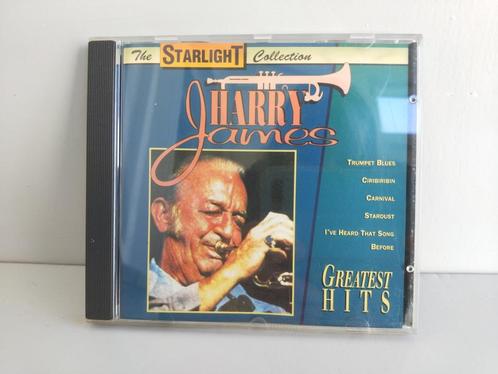 The STARLIGHT Collection
HARRY
James
TRUMPET BLUES
CIRIBIRIBIN
CARNIVAL
STARDUST
I'VE HEARD THAT SONG
BEFORE
GREATEST
HITS